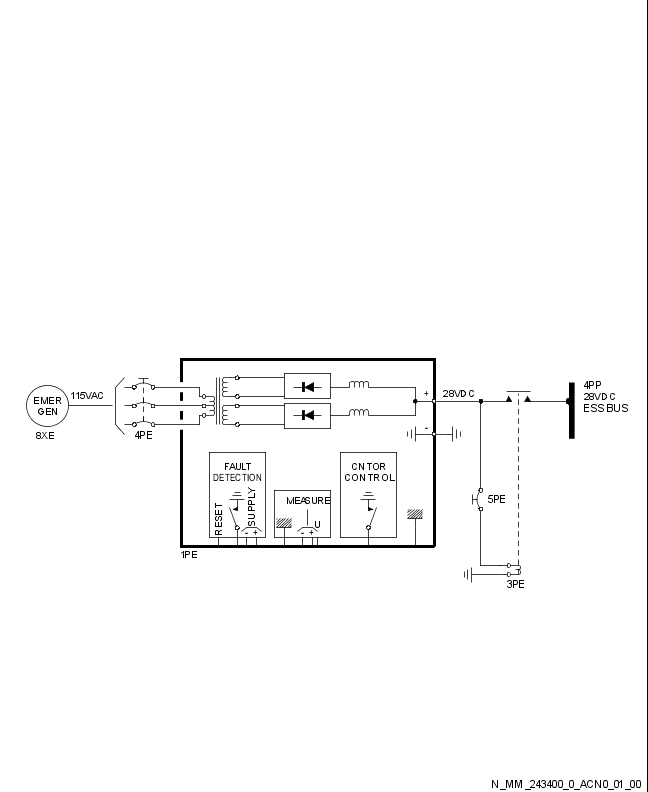 EMER
GEN
8XE
115VAC
4PE
+
28VDC
-
4PP
28VDC
ESS BUS
FAULT
DETECTION
RESET
SUPPLY
- +
MEASURE
- +
U
CNTOR
CONTROL
1PE
5PE
3PE
N_MM_243400_0_ACN0_01_00